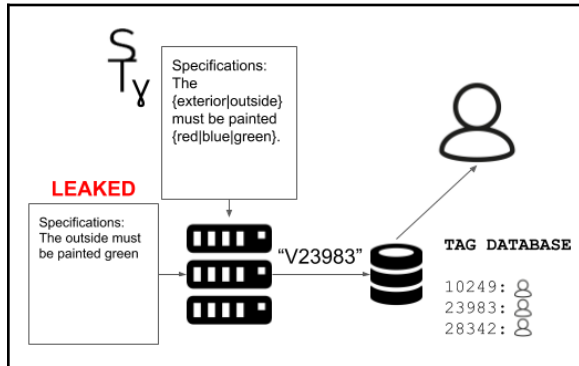 S
Tγ
Specifications:
The
{exterior|outside}
must be painted
{red|blue|green}.
LEAKED
Specifications:
The outside must
be painted green
“V23983”
TAG DATABASE
10249:
23983:
28342: